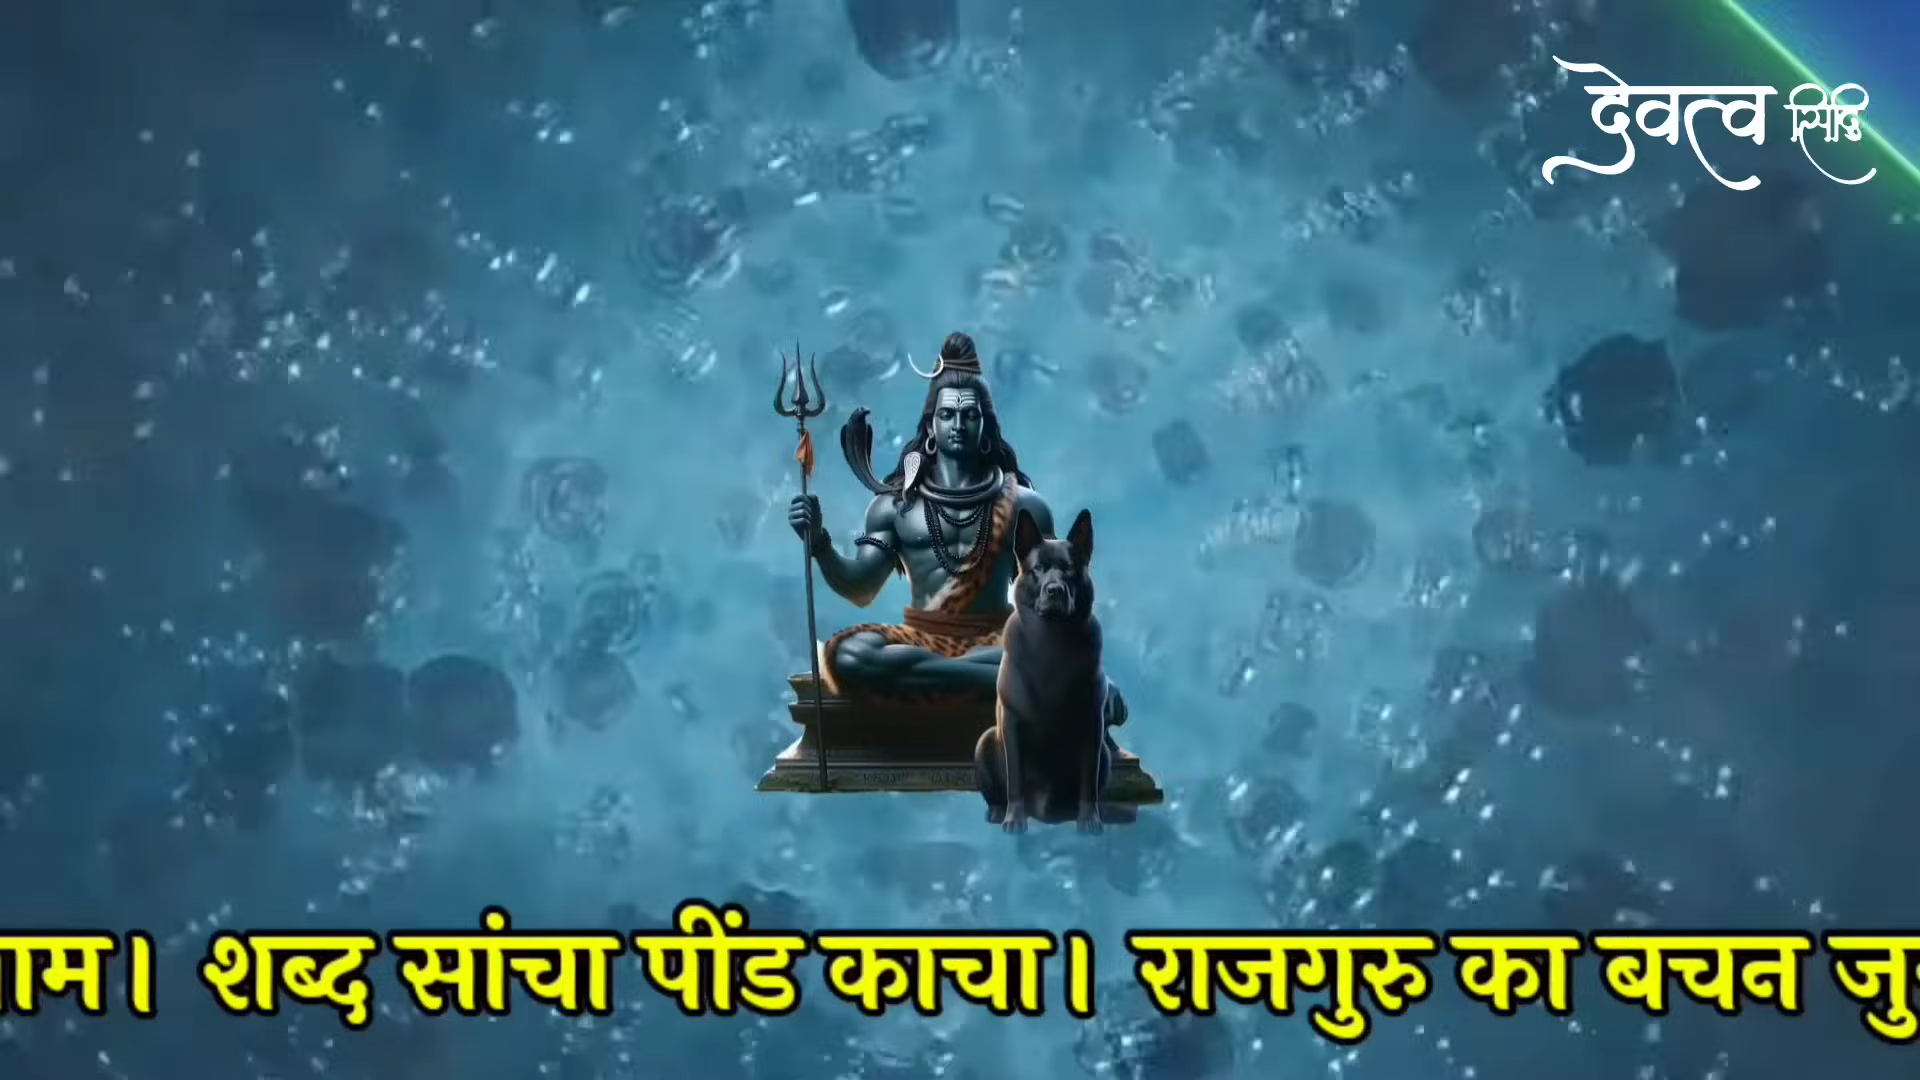 देवत्व सिद्धि
शब्द सांचा पींड काचा। राजगुरु का बचन